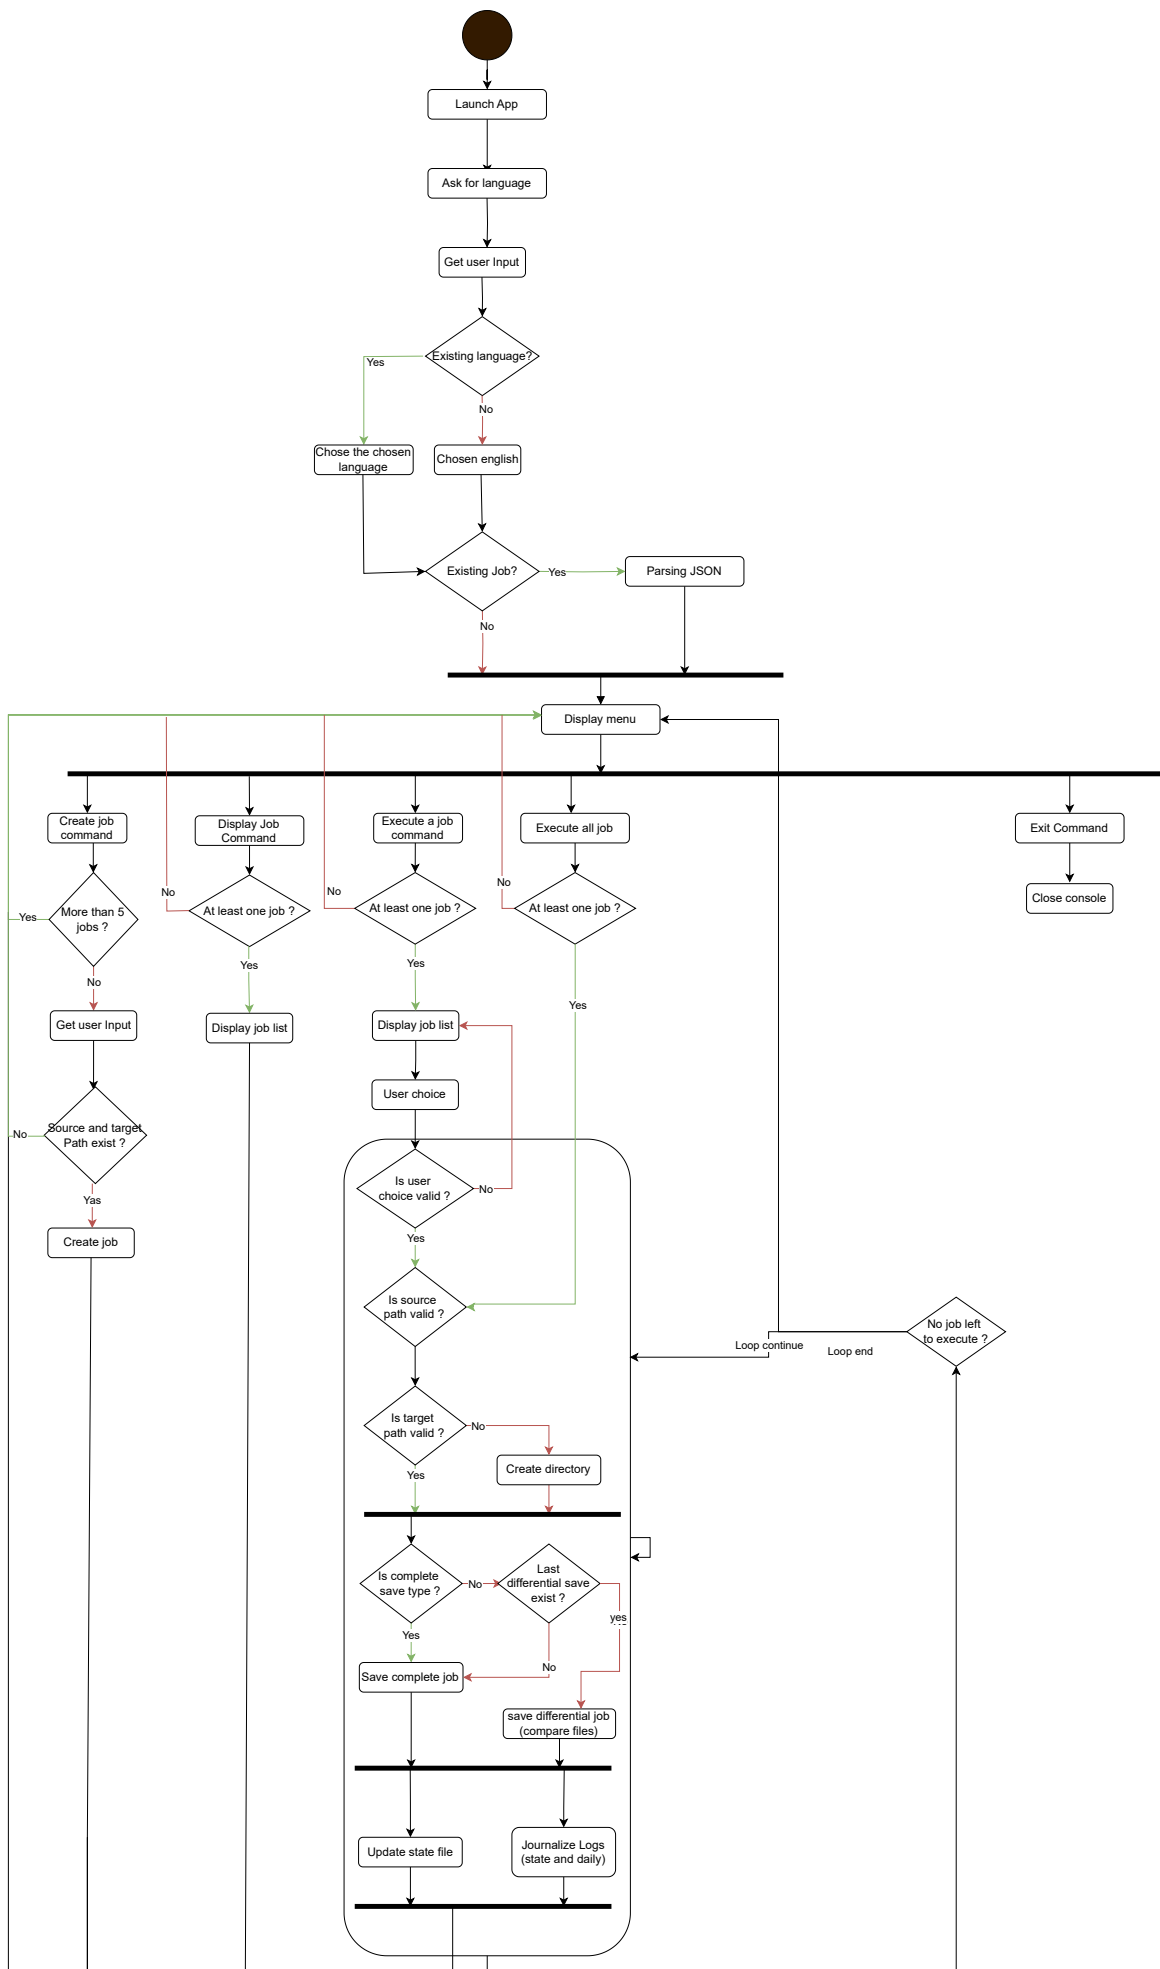 Launch App
Ask for language
Get user Input
Existing language?
Yes
No
Chose the chosen
language
Chosen english
Existing Job?
Yes
Parsing JSON
No
Display menu
Create job
command
Display Job
Command
Execute a job
command
Execute all job
Exit Command
No
No
No
Close console
Yes
More than 5
jobs ?
At least one job ?
At least one job ?
At least one job ?
No
Yes
Yes
Yes
Get user Input
Display job list
Display job list
User choice
No
Source and target
Path exist ?
Is user
choice valid ?
No
Yas
Yes
Create job
Is source
path valid ?
No job left
to execute ?
Loop continue
Loop end
Is target
path valid ?
No
Create directory
Yes
Is complete
save type ?
No
Last
differential save
exist ?
yes
Yes
No
Save complete job
save differential job
(compare files)
Update state file
Journalize Logs
(state and daily)